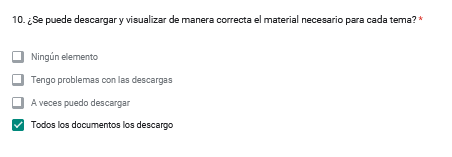 10. ¿Se puede descargar y visualizar de manera correcta el material necesario para cada tema? *
Ningún elemento
Tengo problemas con las descargas
A veces puedo descargar
Todos los documentos los descargo